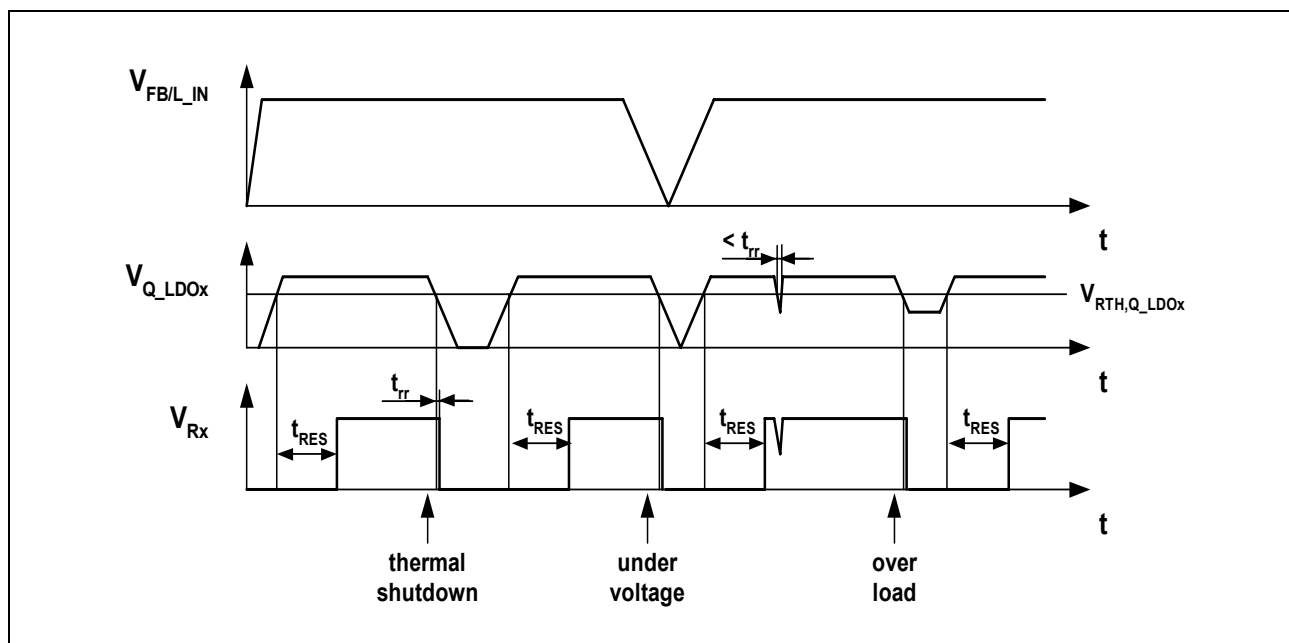 V_FB/L_IN
t
< t_rr
V_Q_LDOx
V_RTH,Q_LDOx
t
t_rr
V_Rx
t_RES
t_RES
t_RES
t_RES
t
thermal
shutdown
under
voltage
over
load